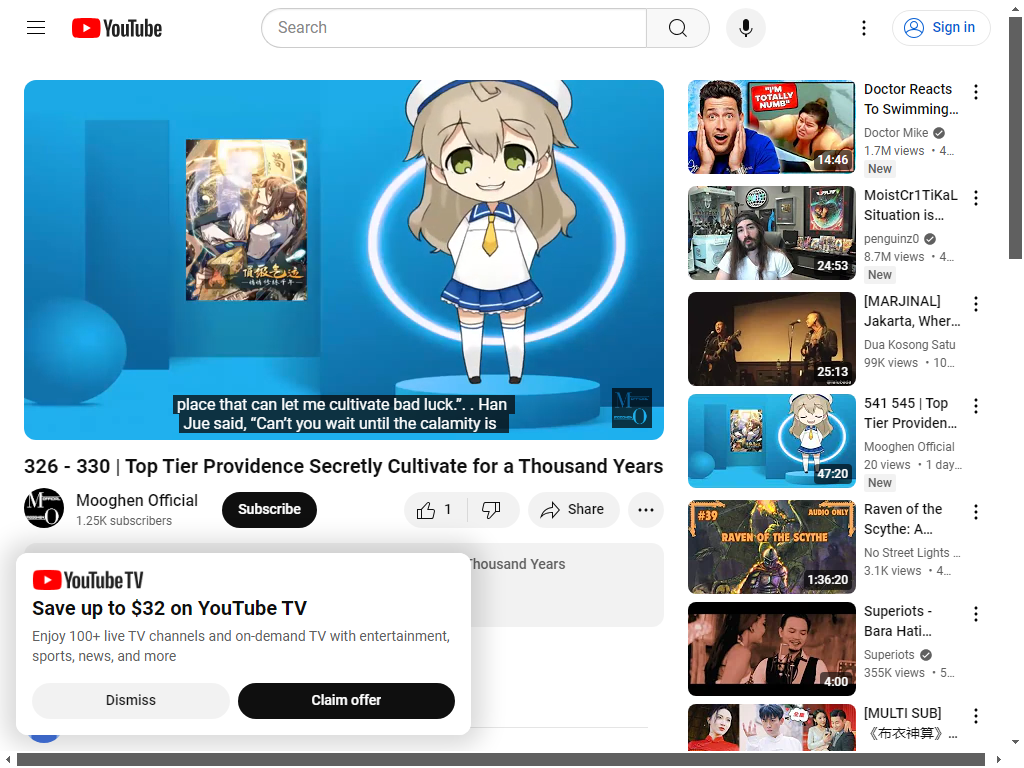 YouTube
Search
Sign in
place that can let me cultivate bad luck.”. . Han
Jue said, “Can’t you wait until the calamity is
326 - 330 | Top Tier Providence Secretly Cultivate for a Thousand Years
Mooghen Official
1.25K subscribers
Subscribe
1
Share
Thousand Years
YouTube TV
Save up to $32 on YouTube TV
Enjoy 100+ live TV channels and on-demand TV with entertainment,
sports, news, and more
Dismiss
Claim offer
"I'M
TOTALLY
NUMB"
14:46
Doctor Reacts
To Swimming...
Doctor Mike
1.7M views • 4...
New
24:53
MoistCr1TiKaL
Situation is...
penguinz0
8.7M views • 4...
New
25:13
[MARJINAL]
Jakarta, Wher...
Dua Kosong Satu
99K views • 10...
47:20
541 545 | Top
Tier Providen...
Mooghen Official
20 views • 1 day...
New
#39
AUDIO ONLY
RAVEN OF THE SCYTHE
1:36:20
Raven of the
Scythe: A...
No Street Lights ...
3.1K views • 4...
4:00
Superiots -
Bara Hati...
Superiots
355K views • 5...
[MULTI SUB]
《布衣神算》...